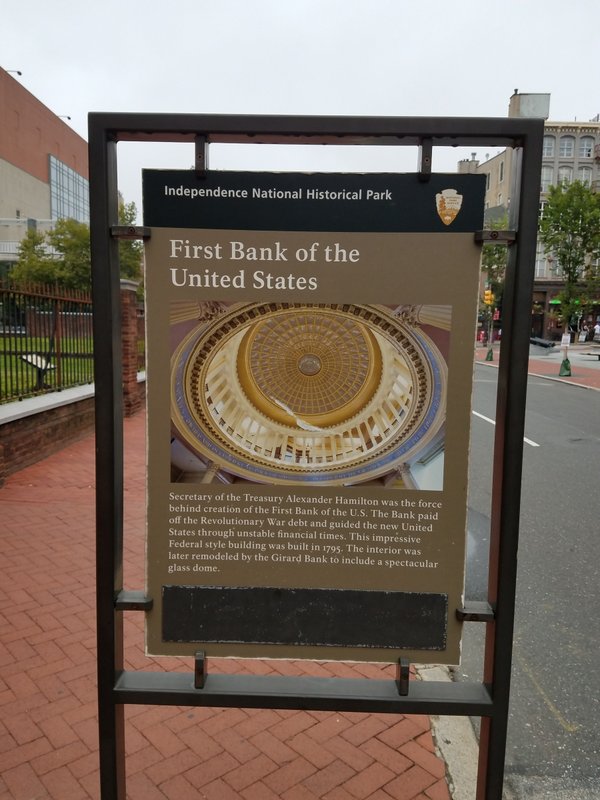 Independence National Historical Park
First Bank of the
United States
Secretary of the Treasury Alexander Hamilton was the force
behind creation of the First Bank of the U.S. The Bank paid
off the Revolutionary War debt and guided the new United
States through unstable financial times. This impressive
Federal style building was built in 1795. The interior was
later remodeled by the Girard Bank to include a spectacular
glass dome.